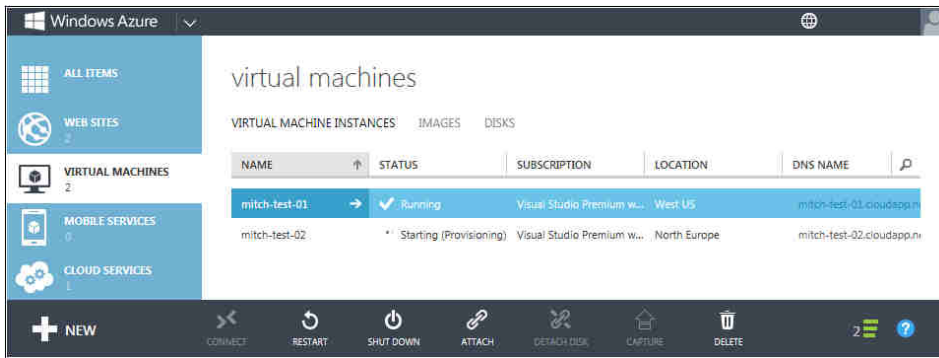 Windows Azure
ALL ITEMS
WEB SITES
2
VIRTUAL MACHINES
2
MOBILE SERVICES
0
CLOUD SERVICES
1
virtual machines
VIRTUAL MACHINE INSTANCES IMAGES DISKS
NAME STATUS SUBSCRIPTION LOCATION DNS NAME
mitch-test-01 Running Visual Studio Premium w... West US mitch-test-01.cloudapp.ne
mitch-test-02 Starting (Provisioning) Visual Studio Premium w... North Europe mitch-test-02.cloudapp.ne
NEW CONNECT RESTART SHUT DOWN ATTACH DETACH DISK CAPTURE DELETE 2 ?